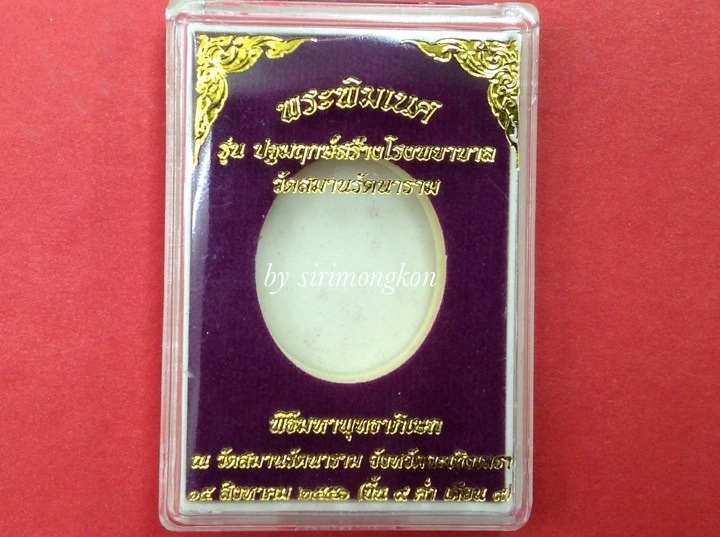 พระพิฆเนศ
รุ่น ปฐมฤกษ์สร้างโรงพยาบาล
วัดสมานรัตนาราม
by sirimongkon
พิธีมหาพุทธาภิเษก
ณ วัดสมานรัตนาราม จังหวัดฉะเชิงเทรา
๑๕ สิงหาคม ๒๕๕๖ (ขึ้น ๙ ค่ำ เดือน ๙)